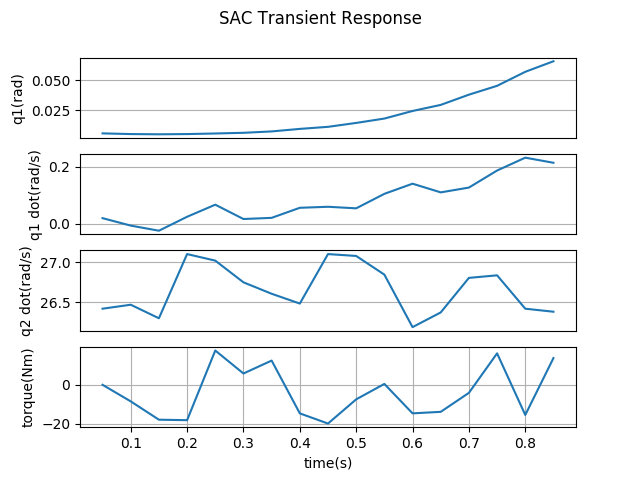 SAC Transient Response
q1(rad)
0.050
0.025
q1 dot(rad/s)
0.2
0.0
q2 dot(rad/s)
27.0
26.5
torque(Nm)
0
−20
0.1 0.2 0.3 0.4 0.5 0.6 0.7 0.8
time(s)